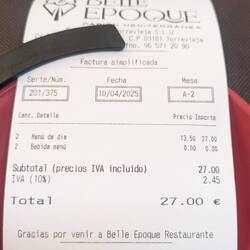 BELLE
EPOQUE
Torrevieja S.L.U
C.P 03181 Torrevieja
no. 96 571 20 90
Factura simplificada
Serie/Núm. Fecha Mesa
201/375 10/04/2025 A-2
Cant. Detalle Precio Importe
2 Menú de día 13.50 27.00
2 Bebida menú 0.00 0.00
Subtotal (precios IVA incluido) 27.00
IVA (10%) 2.45
Total 27.00 €
Gracias por venir a Belle Epoque Restaurante